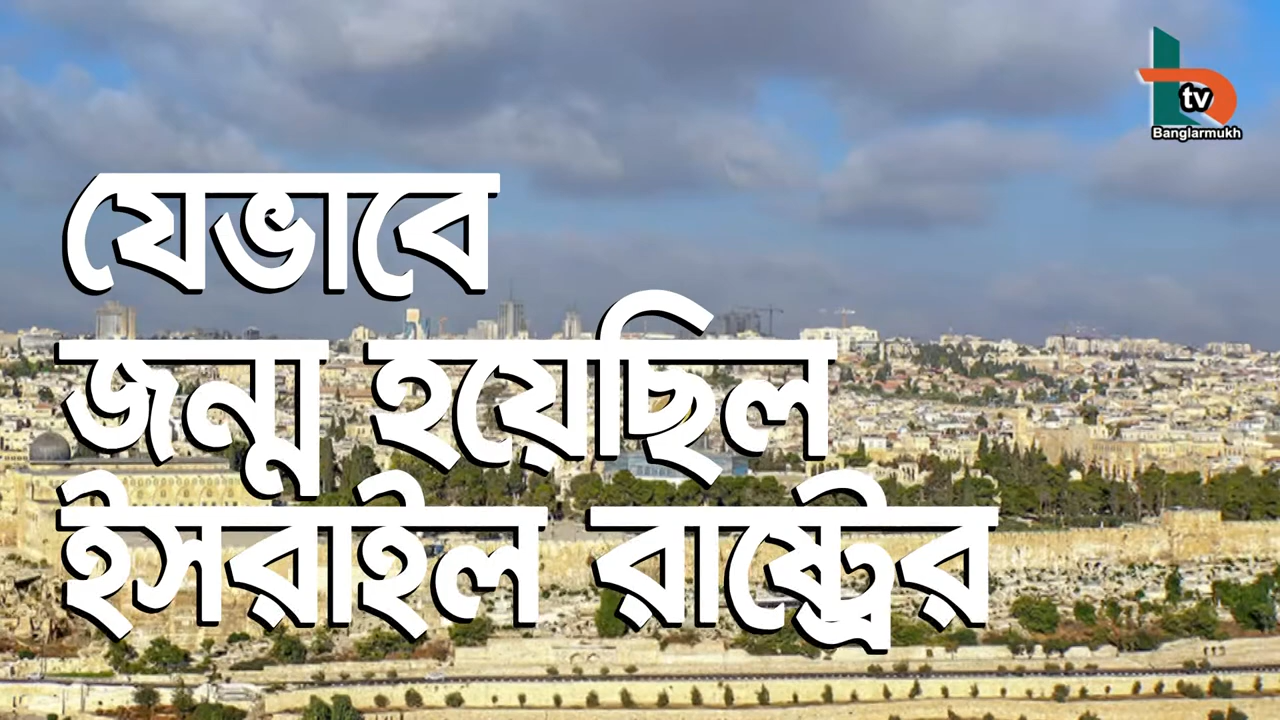 tv
Banglarmukh
যেভাবে
জন্ম হয়েছিল
ইসরাইল রাষ্ট্রের